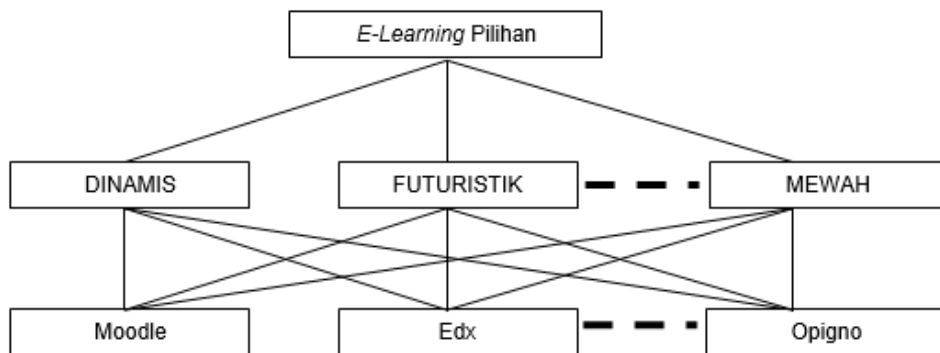 E-Learning Pilihan
DINAMIS
FUTURISTIK
MEWAH
Moodle
Edx
Opigno